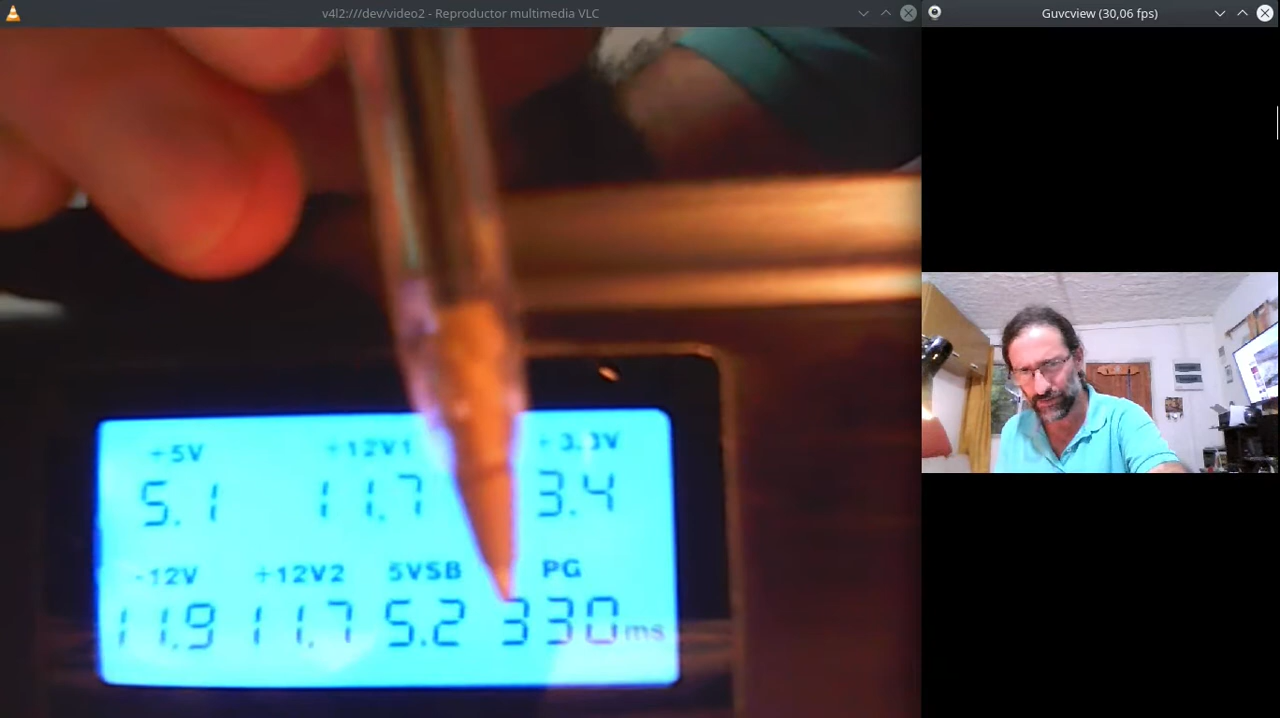 v4l2:///dev/video2 - Reproductor multimedia VLC
Guvcview (30,06 fps)
+5V +12V1 +3.3V
5.1 11.7 3.4
-12V +12V2 5VSB PG
11.9 11.7 5.2 330ms